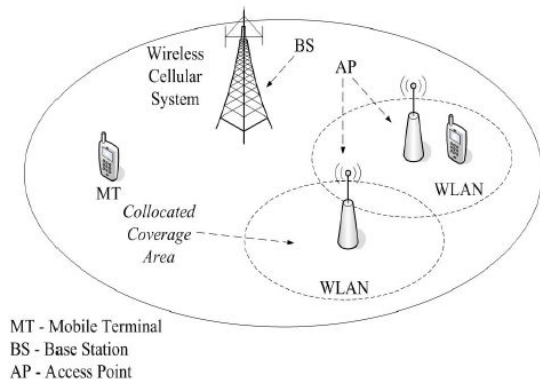 Wireless
Cellular
System
BS
AP
MT
WLAN
Collocated
Coverage
Area
WLAN
MT - Mobile Terminal
BS - Base Station
AP - Access Point